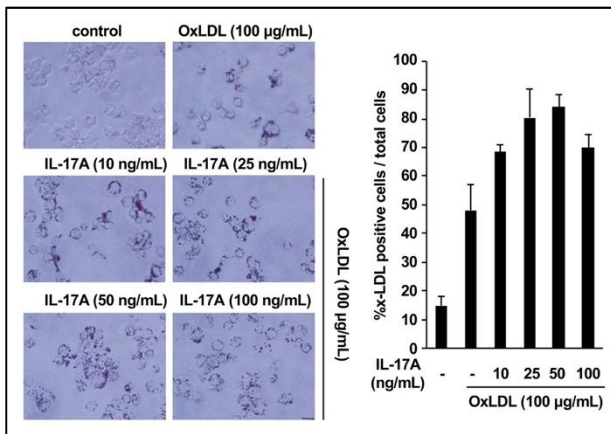 control
OxLDL (100 µg/mL)
IL-17A (10 ng/mL)
IL-17A (25 ng/mL)
IL-17A (50 ng/mL)
IL-17A (100 ng/mL)
OxLDL (100 µg/mL)
%x-LDL positive cells / total cells
100
90
80
70
60
50
40
30
20
10
0
IL-17A - - 10 25 50 100
(ng/mL)
OxLDL (100 µg/mL)